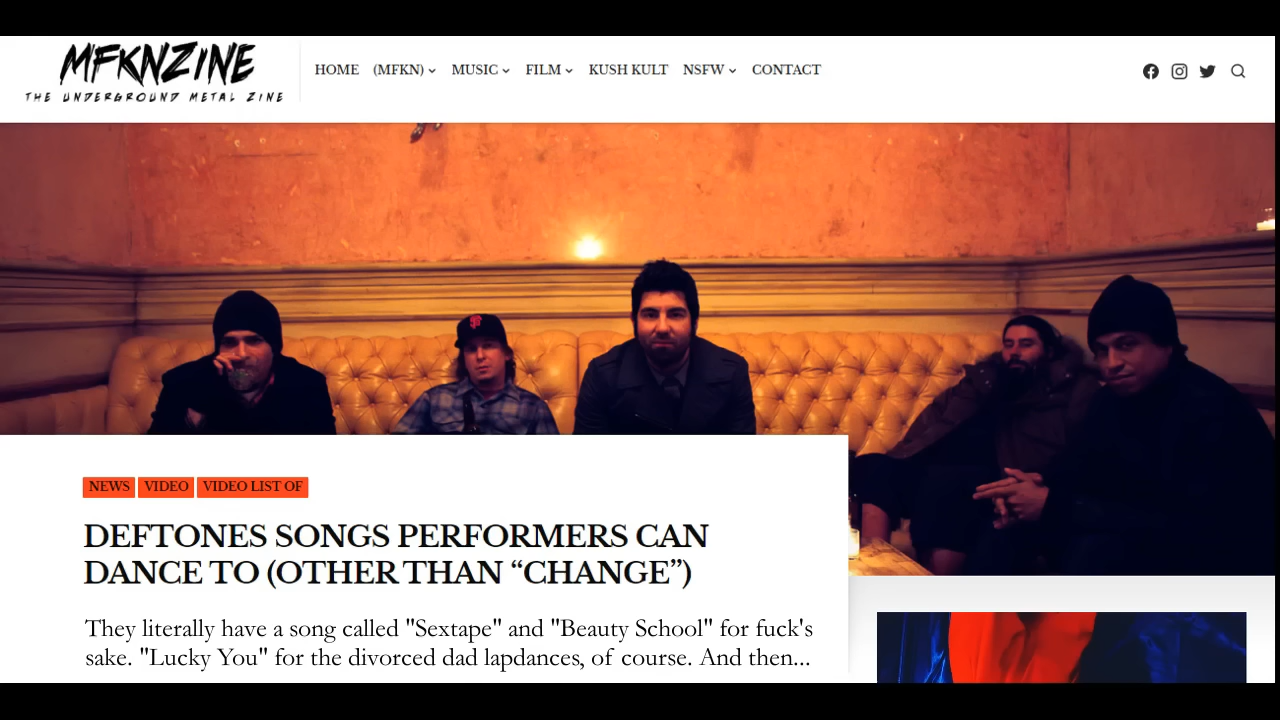 MFKNZINE
THE UNDERGROUND METAL ZINE
HOME (MFKN) MUSIC FILM KUSH KULT NSFW CONTACT
NEWS VIDEO VIDEO LIST OF
DEFTONES SONGS PERFORMERS CAN
DANCE TO (OTHER THAN “CHANGE”)
They literally have a song called "Sextape" and "Beauty School" for fuck's
sake. "Lucky You" for the divorced dad lapdances, of course. And then...